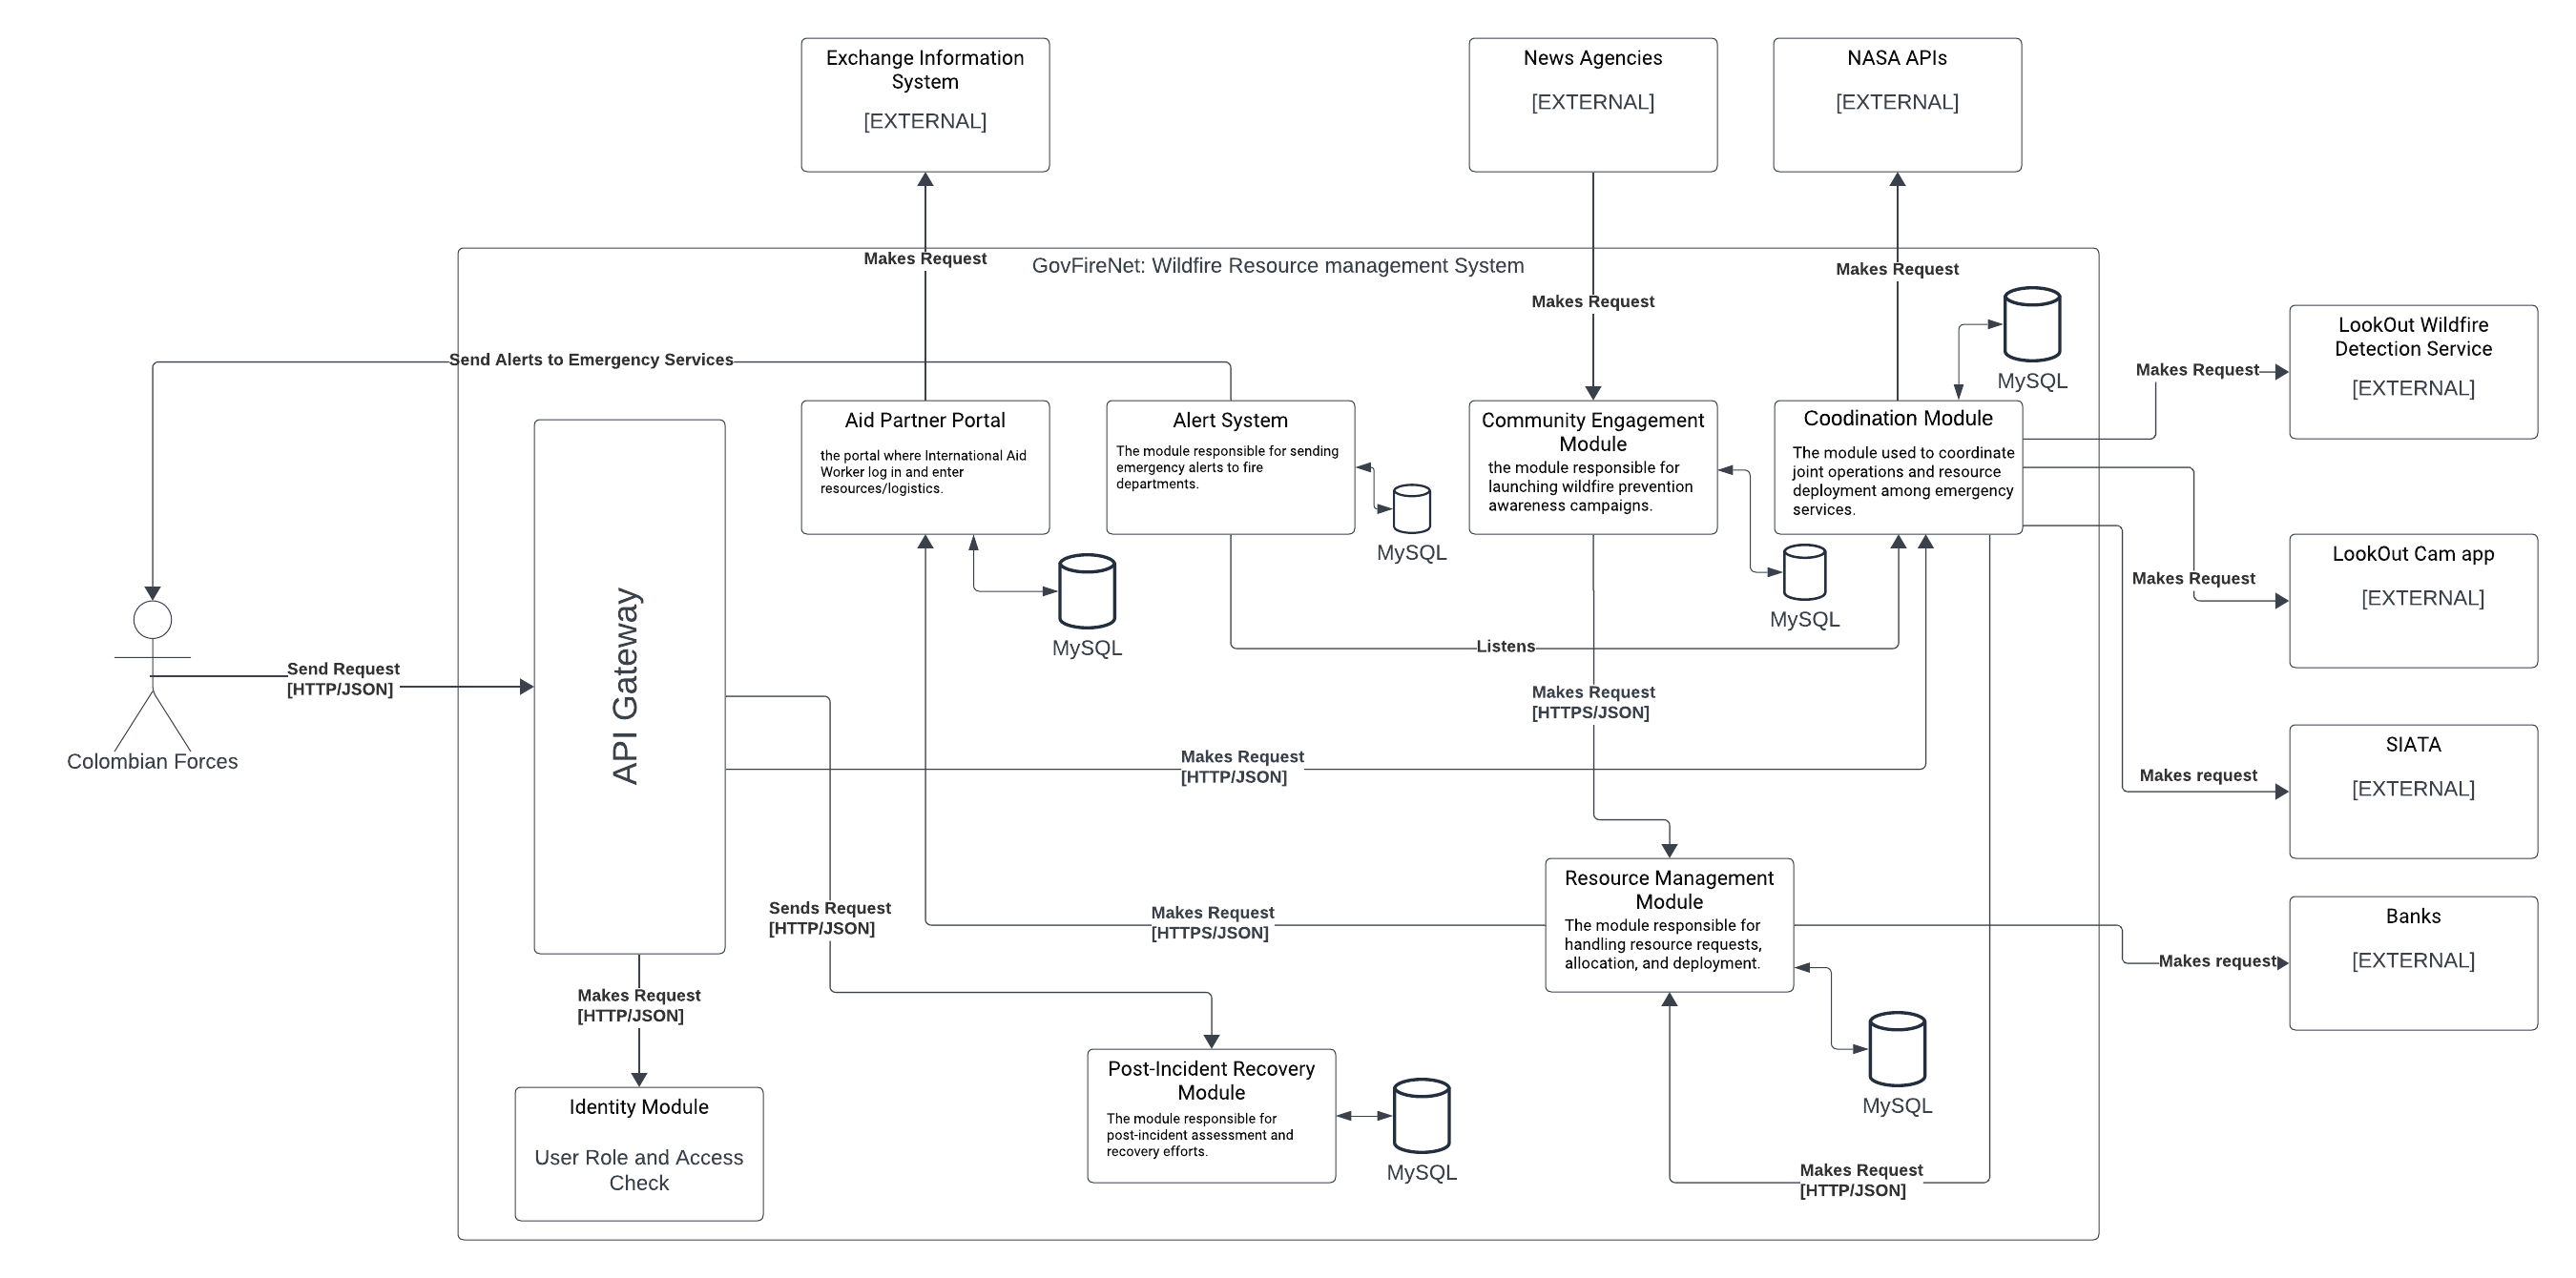 Exchange Information
System
[EXTERNAL]
News Agencies
[EXTERNAL]
NASA APIs
[EXTERNAL]
Makes Request
GovFireNet: Wildfire Resource management System
Makes Request
Makes Request
MySQL
LookOut Wildfire
Detection Service
[EXTERNAL]
Makes Request
Send Alerts to Emergency Services
Aid Partner Portal
the portal where International Aid
Worker log in and enter
resources/logistics.
Alert System
The module responsible for sending
emergency alerts to fire
departments.
MySQL
Community Engagement
Module
the module responsible for
launching wildfire prevention
awareness campaigns.
Coodination Module
The module used to coordinate
joint operations and resource
deployment among emergency
services.
MySQL
MySQL
LookOut Cam app
[EXTERNAL]
Makes Request
API Gateway
Listens
Send Request
[HTTP/JSON]
Colombian Forces
Makes Request
[HTTPS/JSON]
Makes Request
[HTTP/JSON]
SIATA
[EXTERNAL]
Makes request
Resource Management
Module
The module responsible for
handling resource requests,
allocation, and deployment.
Sends Request
[HTTP/JSON]
Makes Request
[HTTPS/JSON]
Banks
[EXTERNAL]
Makes request
Makes Request
[HTTP/JSON]
MySQL
Identity Module
User Role and Access
Check
Post-Incident Recovery
Module
The module responsible for
post-incident assessment and
recovery efforts.
MySQL
Makes Request
[HTTP/JSON]